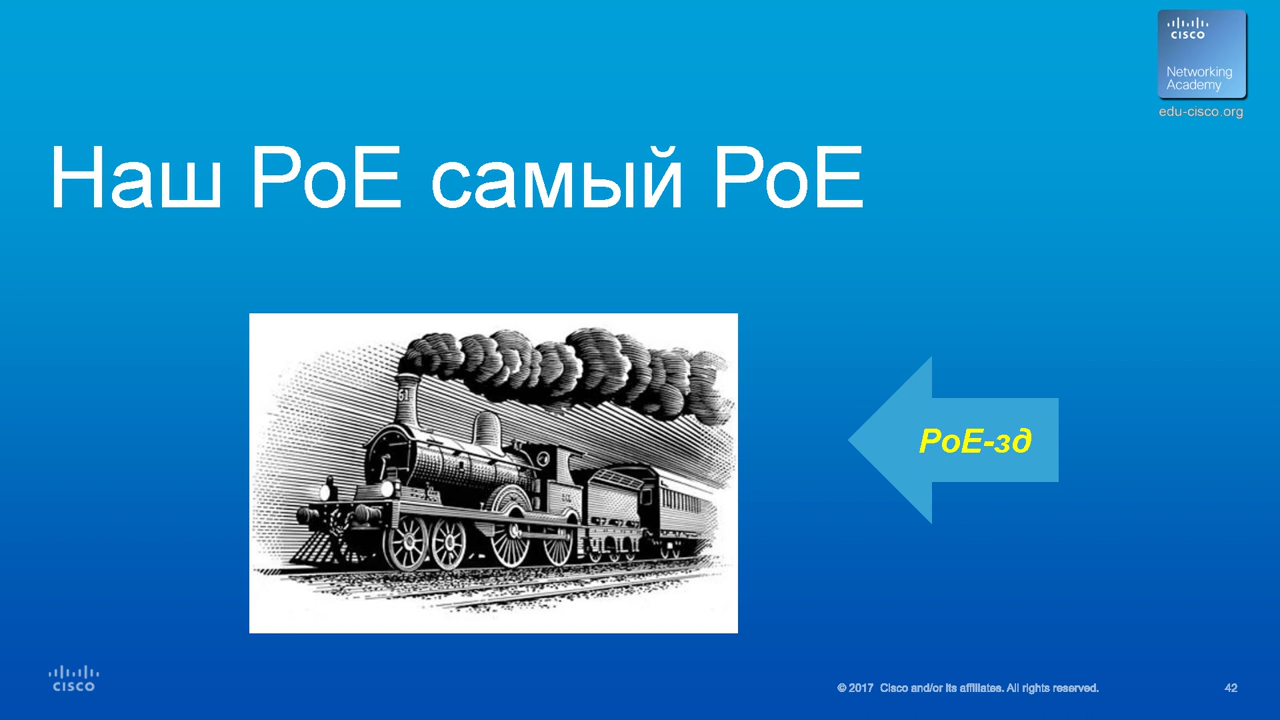 CISCO
Networking
Academy
edu-cisco.org
Наш PoE самый PoE
61
PoE-зд
CISCO
© 2017 Cisco and/or its affiliates. All rights reserved.
42